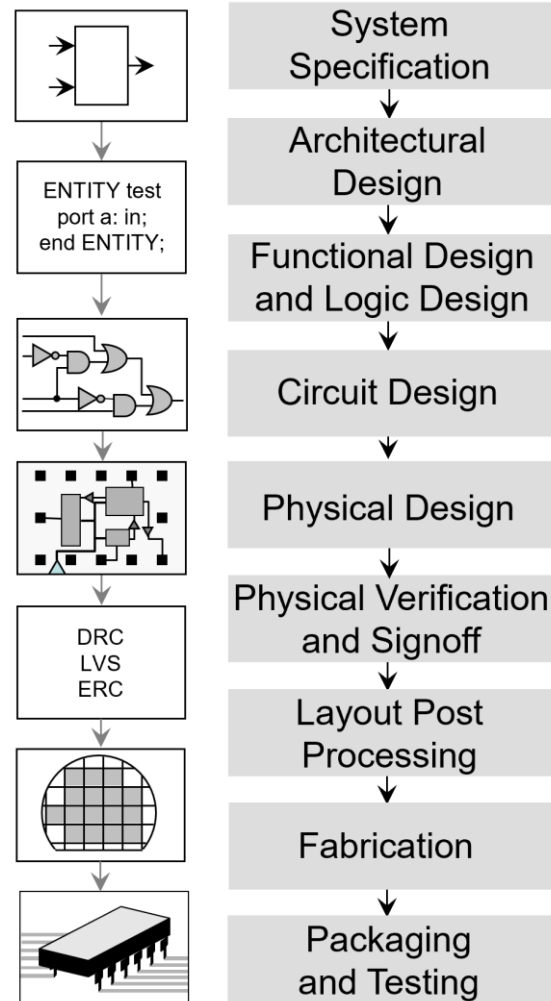 System
Specification
Architectural
Design
ENTITY test
port a: in;
end ENTITY;
Functional Design
and Logic Design
Circuit Design
Physical Design
Physical Verification
and Signoff
DRC
LVS
ERC
Layout Post
Processing
Fabrication
Packaging
and Testing